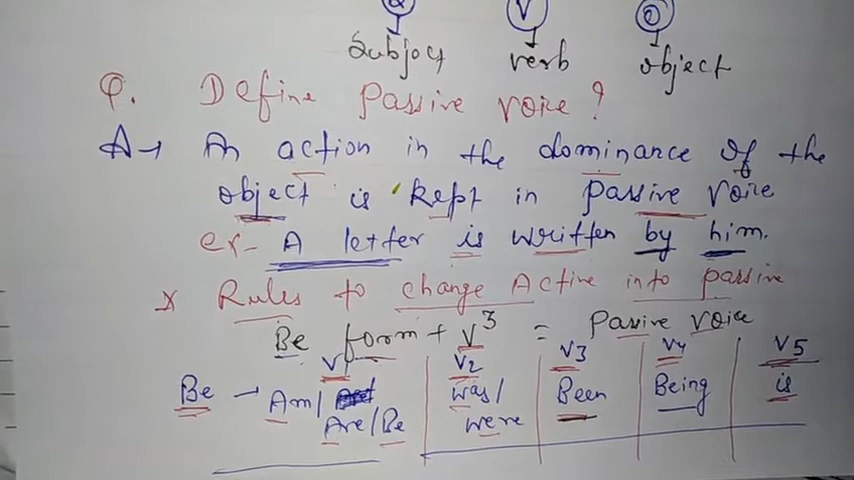 S V O
Subject verb object
Q. Define Passive Voice ?
A→ An action in the dominance of the
object is kept in passive Voice
ex- A letter is written by him.
x Rules to change Active into passive
Be form + V³ = Passive Voice
V1 V2 V3 V4 V5
Be → Am/ was/ Been Being is
Are/Be were